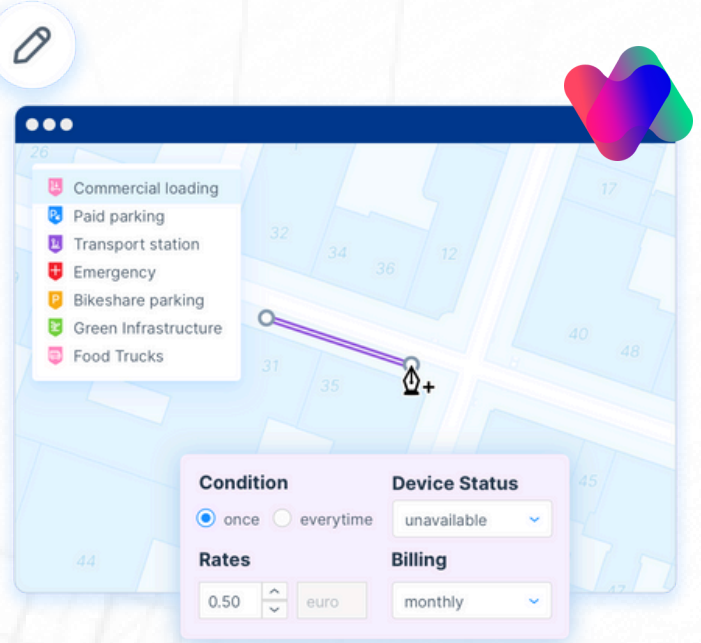 26
Commercial loading
Paid parking
Transport station
Emergency
Bikeshare parking
Green Infrastructure
Food Trucks
17
32
34
36
12
40
48
31
35
45
44
Condition
Device Status
once
everytime
unavailable
Rates
Billing
0.50
euro
monthly